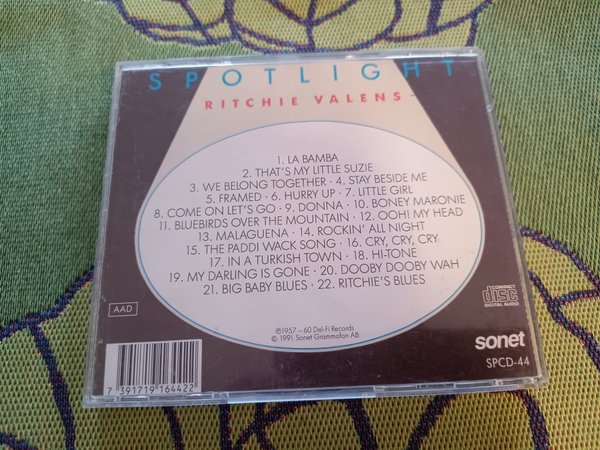 SPOTLIGHT
RITCHIE VALENS
1. LA BAMBA
2. THAT'S MY LITTLE SUZIE
3. WE BELONG TOGETHER · 4. STAY BESIDE ME
5. FRAMED · 6. HURRY UP · 7. LITTLE GIRL
8. COME ON LET'S GO · 9. DONNA · 10. BONEY MARONIE
11. BLUEBIRDS OVER THE MOUNTAIN · 12. OOH! MY HEAD
13. MALAGUENA · 14. ROCKIN' ALL NIGHT
15. THE PADDI WACK SONG · 16. CRY, CRY, CRY
17. IN A TURKISH TOWN · 18. HI-TONE
19. MY DARLING IS GONE · 20. DOOBY DOOBY WAH
21. BIG BABY BLUES · 22. RITCHIE'S BLUES
AAD
COMPACT
disc
DIGITAL AUDIO
℗1957 – 60 Del-Fi Records
© 1991 Sonet Grammofon AB
sonet
SPCD-44
7 391719 164422